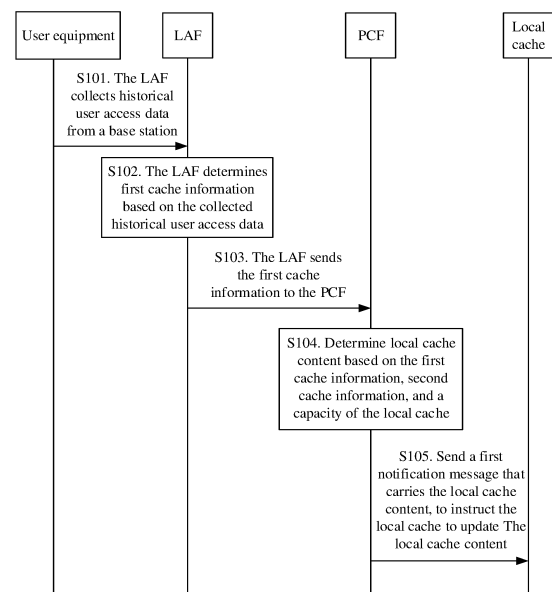 User equipment
LAF
PCF
Local
cache
S101. The LAF
collects historical
user access data
from a base station
S102. The LAF determines
first cache information
based on the collected
historical user access data
S103. The LAF sends
the first cache
information to the PCF
S104. Determine local cache
content based on the first
cache information, second
cache information, and a
capacity of the local cache
S105. Send a first
notification message that
carries the local cache
content, to instruct the
local cache to update The
local cache content